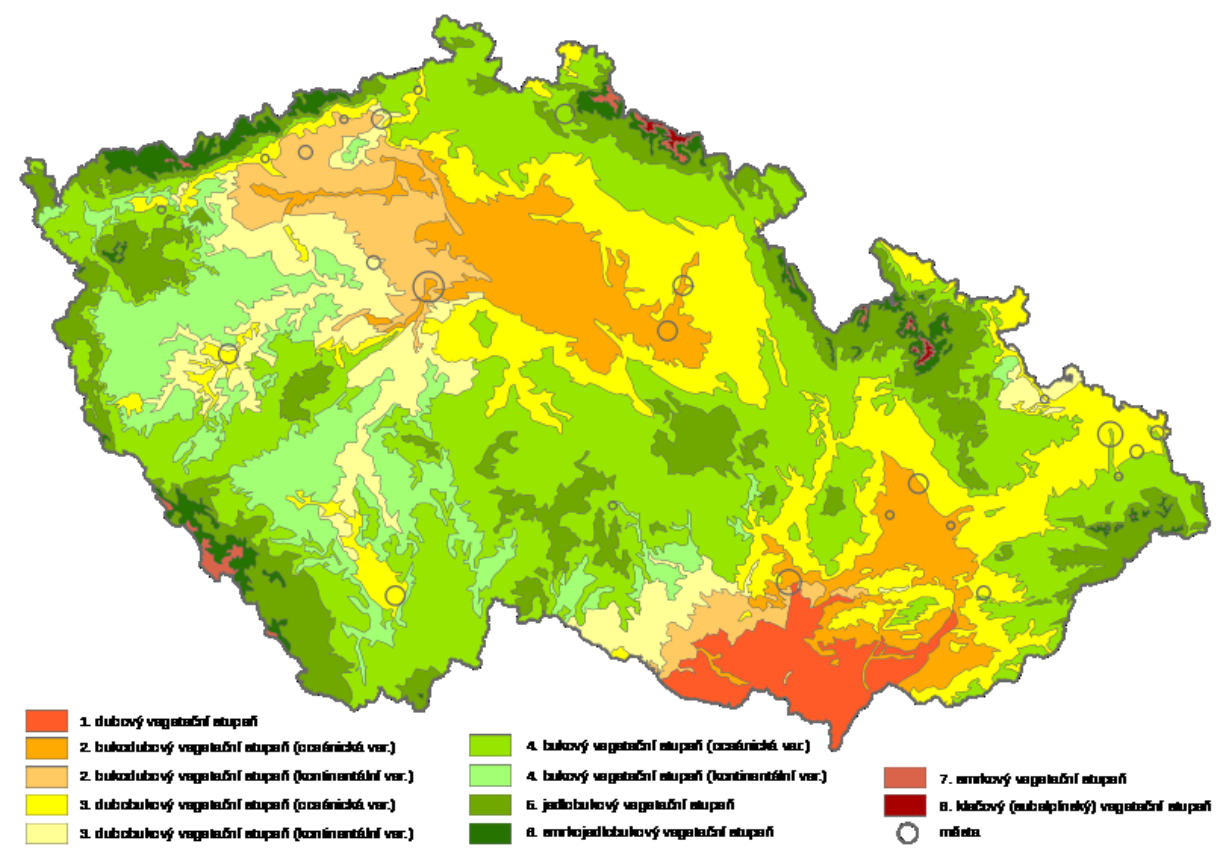 1. dubový vegetační stupeň
2. bukodubový vegetační stupeň (oceánická var.)
2. bukodubový vegetační stupeň (kontinentální var.)
3. dubobukový vegetační stupeň (oceánická var.)
3. dubobukový vegetační stupeň (kontinentální var.)
4. bukový vegetační stupeň (oceánická var.)
4. bukový vegetační stupeň (kontinentální var.)
5. jedlobukový vegetační stupeň
6. smrkojedlobukový vegetační stupeň
7. smrkový vegetační stupeň
8. klečový (subalpínský) vegetační stupeň
města